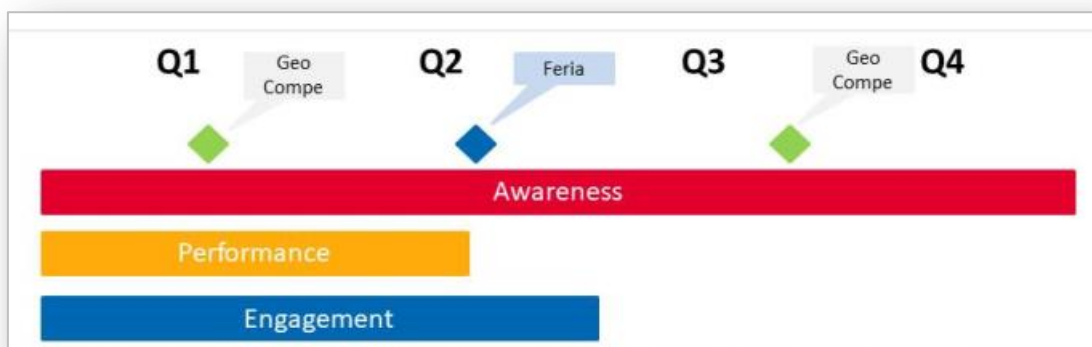 Q1
Geo
Compe
Q2
Feria
Q3
Geo
Compe
Q4
Awareness
Performance
Engagement